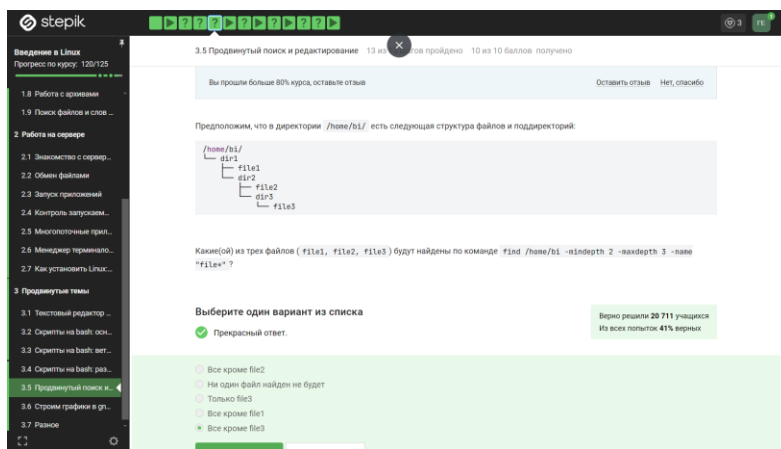 stepik
? ? ? ? ? ?
3
ГЕ
1
Введение в Linux
Прогресс по курсу: 120/125
3.5 Продвинутый поиск и редактирование 13 из пройдено 10 из 10 баллов получено
Вы прошли больше 80% курса, оставьте отзыв
Оставить отзыв Нет, спасибо
1.8 Работа с архивами
1.9 Поиск файлов и слов ...
2 Работа на сервере
2.1 Знакомство с сервер...
2.2 Обмен файлами
2.3 Запуск приложений
2.4 Контроль запускаем...
2.5 Многопоточные прил...
2.6 Менеджер терминало...
2.7 Как установить Linux:...
3 Продвинутые темы
3.1 Текстовый редактор ...
3.2 Скрипты на bash: осн...
3.3 Скрипты на bash: вет...
3.4 Скрипты на bash: раз...
3.5 Продвинутый поиск и...
3.6 Строим графики в gn...
3.7 Разное
Предположим, что в директории /home/bi/ есть следующая структура файлов и поддиректорий:
/home/bi/
└── dir1
├── file1
└── dir2
├── file2
└── dir3
└── file3
Какие(ой) из трех файлов ( file1, file2, file3 ) будут найдены по команде find /home/bi -mindepth 2 -maxdepth 3 -name
"file*" ?
Выберите один вариант из списка
Прекрасный ответ.
Верно решили 20 711 учащихся
Из всех попыток 41% верных
Все кроме file2
Ни один файл найден не будет
Только file3
Все кроме file1
Все кроме file3